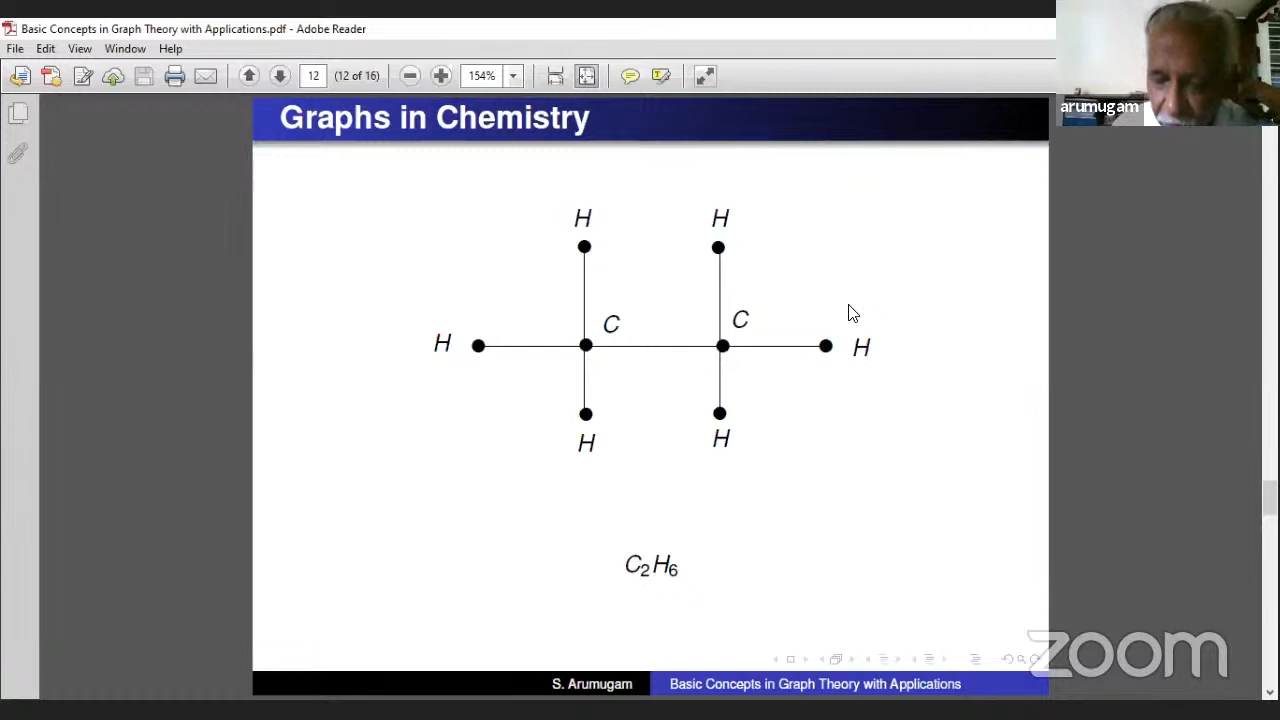 Basic Concepts in Graph Theory with Applications.pdf - Adobe Reader
File Edit View Window Help
12 (12 of 16) 154%
arumugam
Graphs in Chemistry
H H
C C
H H
H H
C2H6
zoom
S. Arumugam Basic Concepts in Graph Theory with Applications